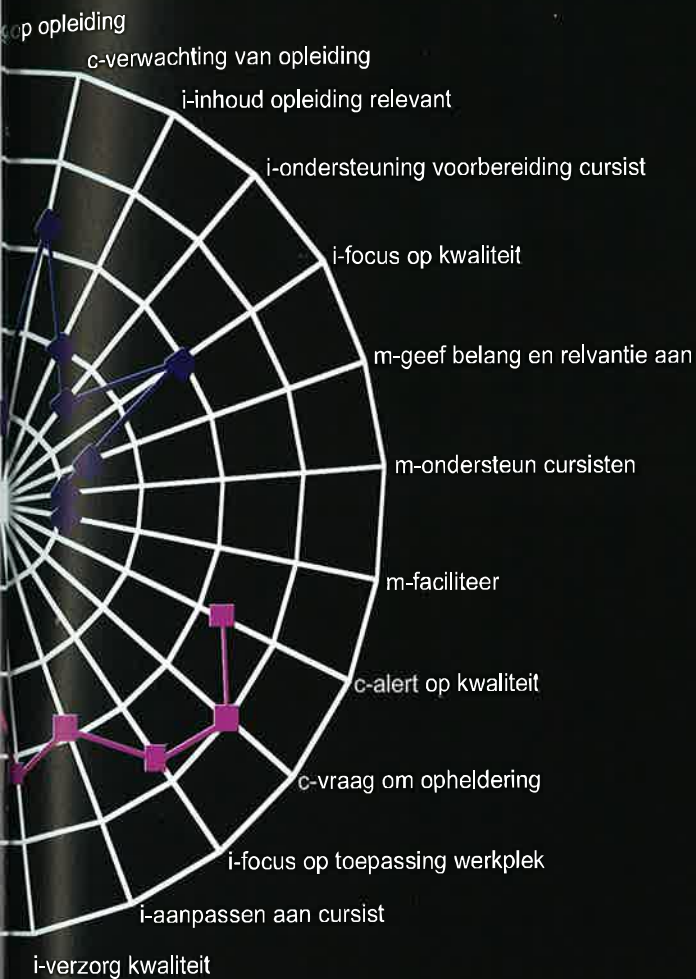 op opleiding
c-verwachting van opleiding
i-inhoud opleiding relevant
i-ondersteuning voorbereiding cursist
i-focus op kwaliteit
m-geef belang en relvantie aan
m-ondersteun cursisten
m-faciliteer
c-alert op kwaliteit
c-vraag om opheldering
i-focus op toepassing werkplek
i-aanpassen aan cursist
i-verzorg kwaliteit